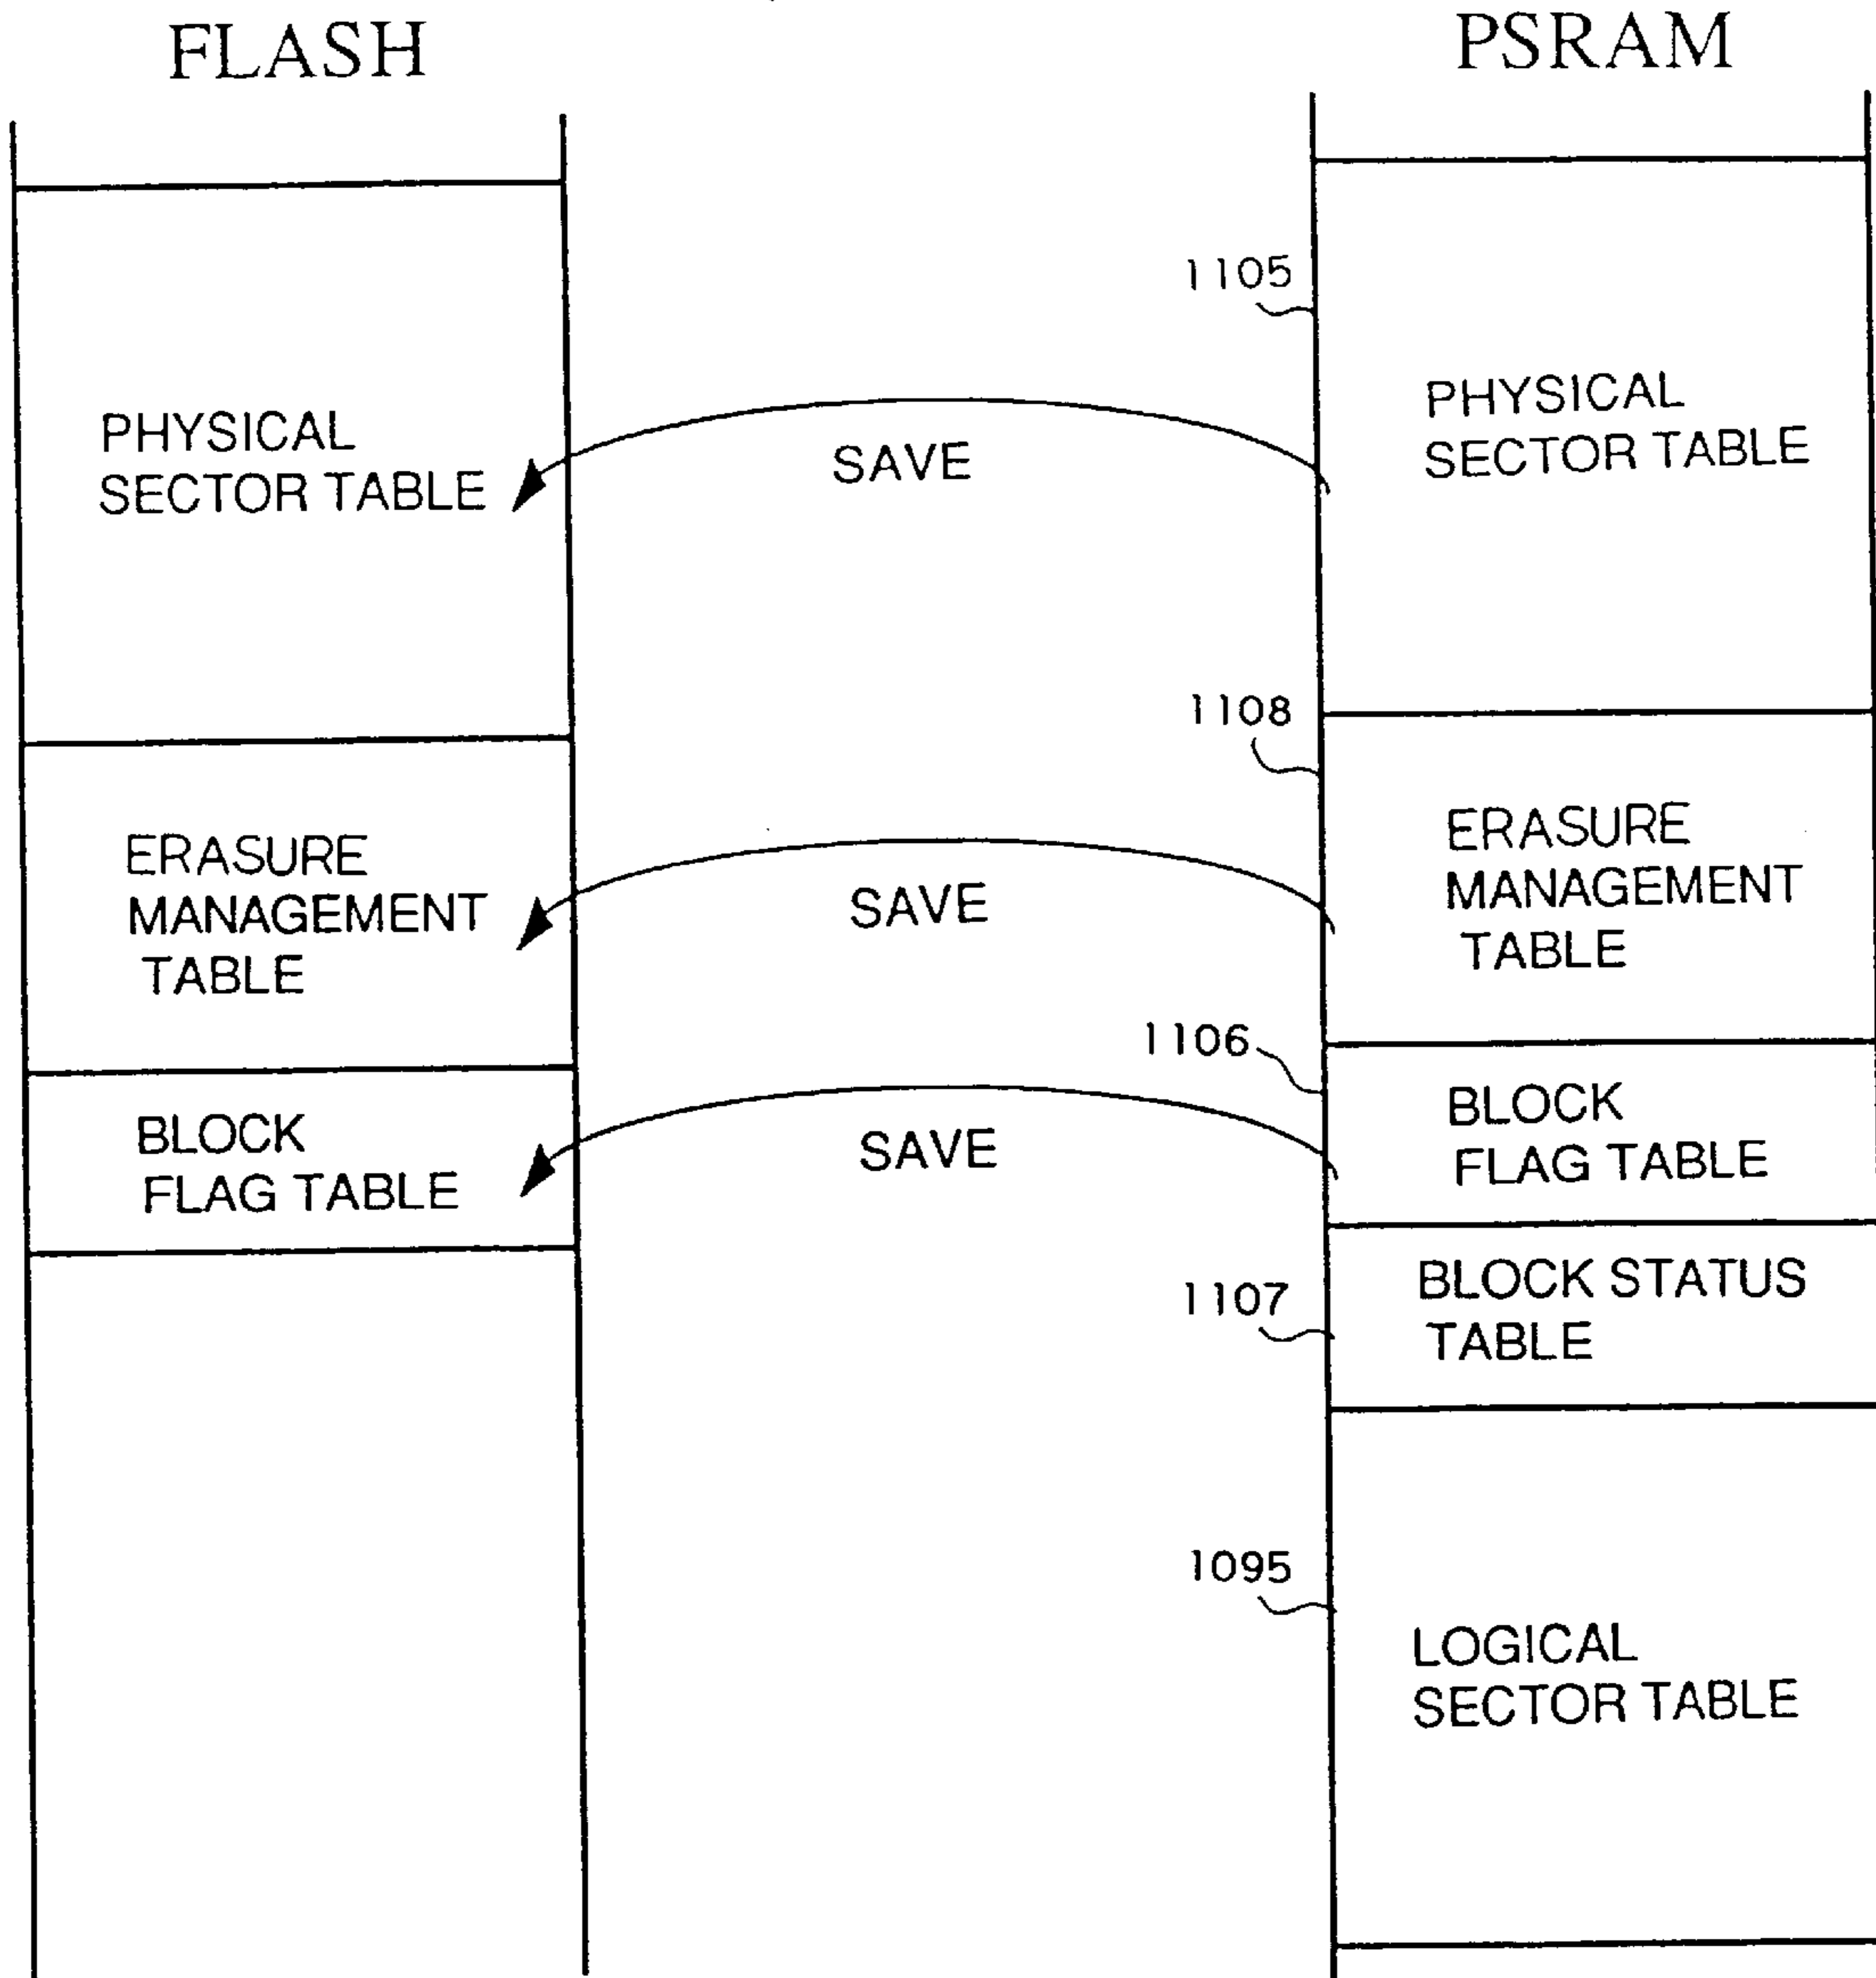 FLASH
PSRAM
1105
PHYSICAL
SECTOR TABLE
SAVE
PHYSICAL
SECTOR TABLE
1108
ERASURE
MANAGEMENT
TABLE
SAVE
ERASURE
MANAGEMENT
TABLE
1106
BLOCK
FLAG TABLE
SAVE
BLOCK
FLAG TABLE
1107
BLOCK STATUS
TABLE
1095
LOGICAL
SECTOR TABLE